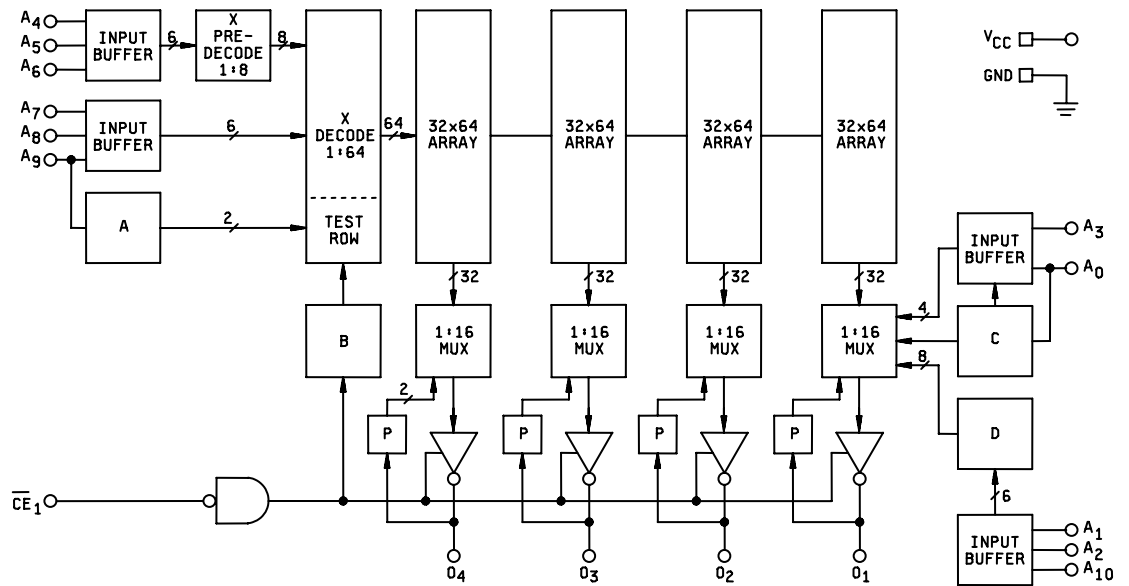 A4
A5
A6
INPUT
BUFFER
6
X
PRE-
DECODE
1:8
8
A7
A8
A9
INPUT
BUFFER
6
A
2
X
DECODE
1:64
TEST
ROW
64
32x64
ARRAY
32x64
ARRAY
32x64
ARRAY
32x64
ARRAY
VCC
GND
32
32
32
32
B
1:16
MUX
1:16
MUX
1:16
MUX
1:16
MUX
INPUT
BUFFER
A3
A0
4
C
8
2
P
P
P
P
D
6
INPUT
BUFFER
A1
A2
A10
CE1
O4
O3
O2
O1